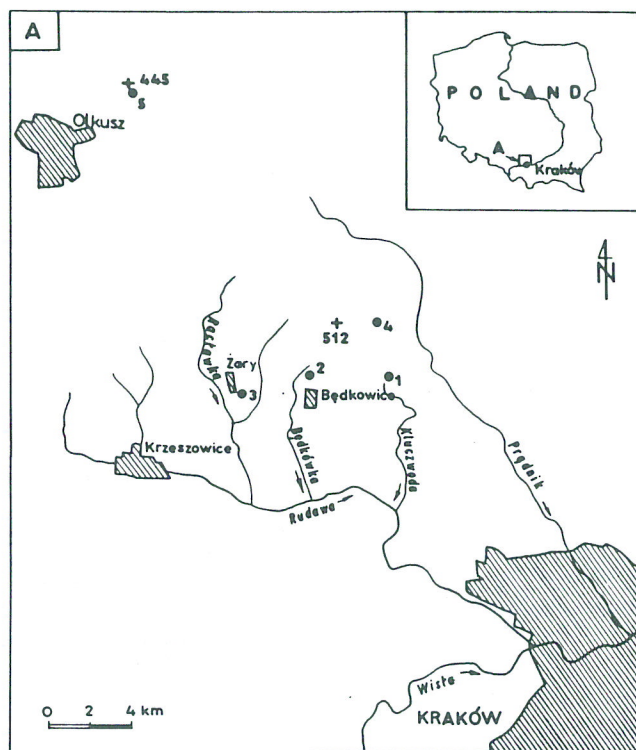 A
445
5
Olkusz
P O L A N D
A
Kraków
N
4
512
Racławka
Żary
3
2
1
Będkowice
Krzeszowice
Będkówka
Kluczwoda
Prądnik
Rudawa
Wisła
KRAKÓW
0 2 4 km